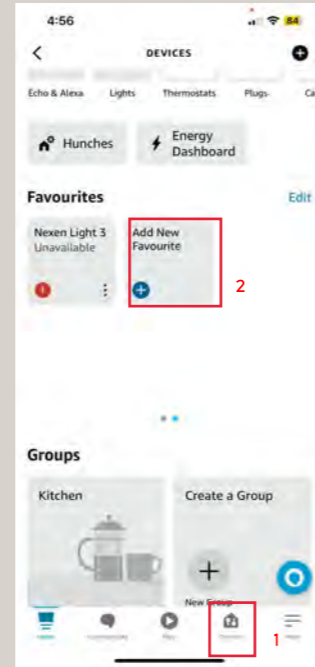 4:56
84
DEVICES
Echo & Alexa Lights Thermostats Plugs Ca
Hunches
Energy
Dashboard
Favourites Edit
Nexen Light 3
Unavailable
Add New
Favourite
2
Groups
Kitchen
Create a Group
New Group
1